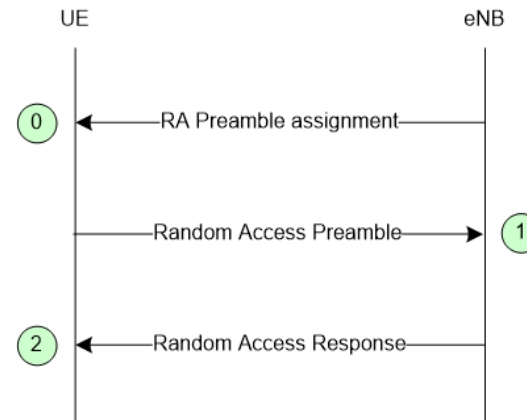 UE eNB
0 RA Preamble assignment
Random Access Preamble 1
2 Random Access Response